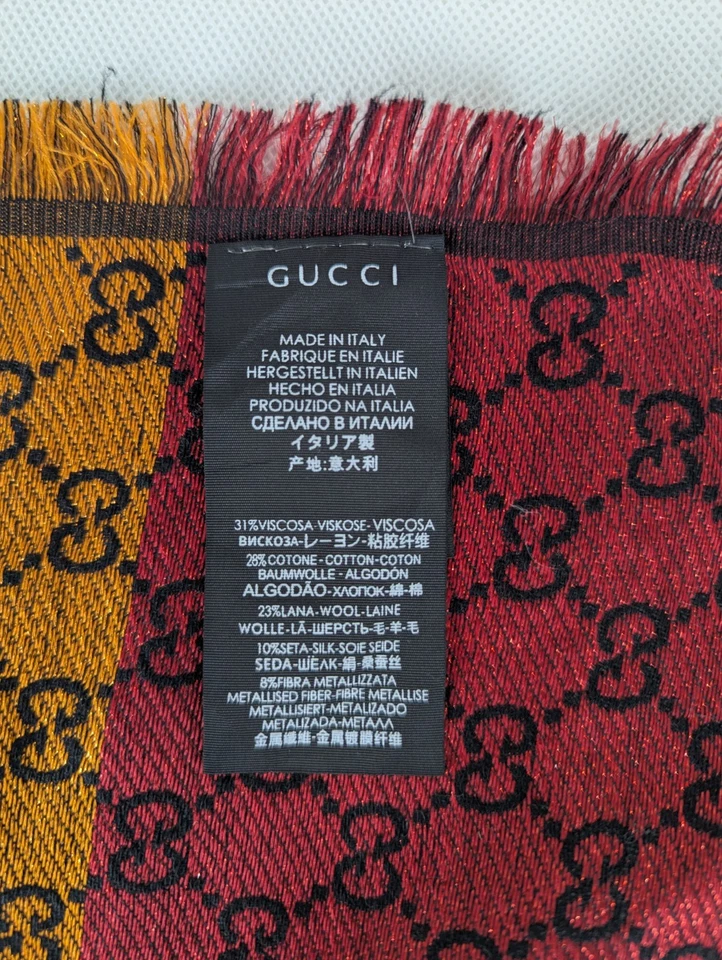 GUCCI
MADE IN ITALY
FABRIQUE EN ITALIE
HERGESTELLT IN ITALIEN
HECHO EN ITALIA
PRODUZIDO NA ITALIA
СДЕЛАНО В ИТАЛИИ
イタリア製
产地:意大利
31%VISCOSA-VISKOSE-VISCOSA
ВИСКОЗА-レーヨン-粘胶纤维
28%COTONE-COTTON-COTON
BAUMWOLLE-ALGODÓN
ALGODÃO-ХЛОПОК-綿-棉
23%LANA-WOOL-LAINE
WOLLE-LÃ-ШЕРСТЬ-毛-羊-毛
10%SETA-SILK-SOIE SEIDE
SEDA-ШЕЛК-絹-桑蚕丝
8%FIBRA METALLIZZATA
METALLISED FIBER-FIBRE METALLISE
METALLISIERT-METALIZADO
METALIZADA-МЕТАЛЛ
金属繊維-金属镀膜纤维